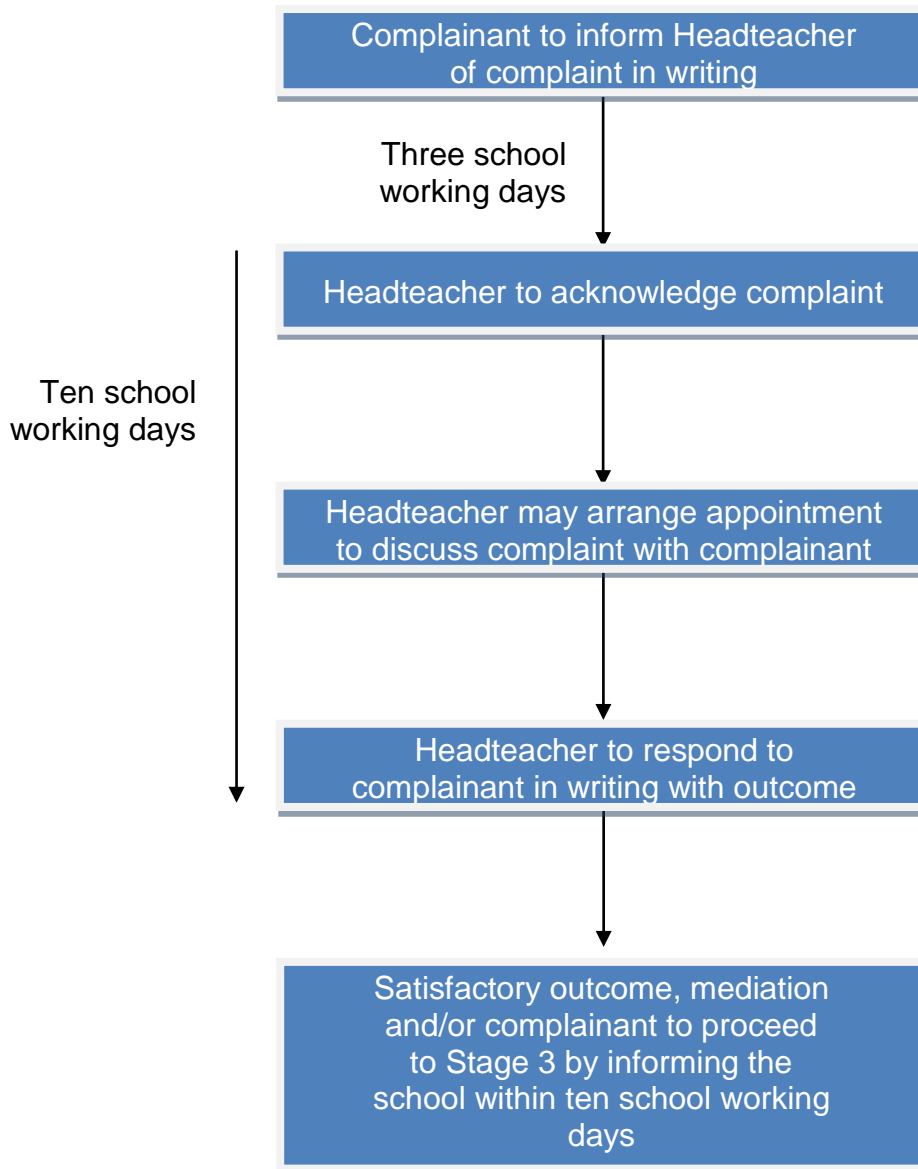 Complainant to inform Headteacher
of complaint in writing
Three school
working days
Headteacher to acknowledge complaint
Ten school
working days
Headteacher may arrange appointment
to discuss complaint with complainant
Headteacher to respond to
complainant in writing with outcome
Satisfactory outcome, mediation
and/or complainant to proceed
to Stage 3 by informing the
school within ten school working
days